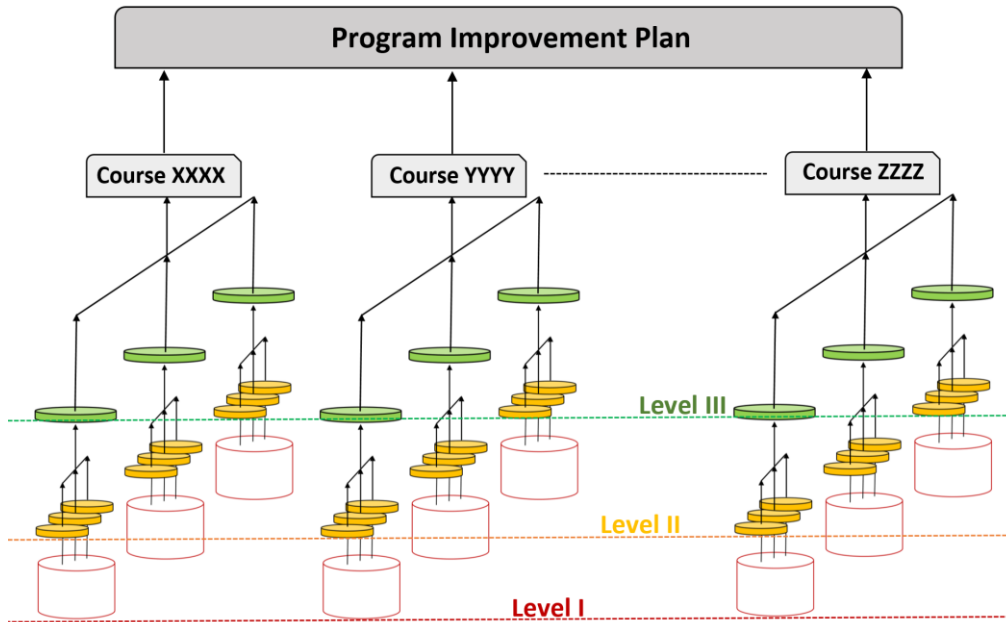 Program Improvement Plan
Course XXXX
Course YYYY
Course ZZZZ
Level III
Level II
Level I